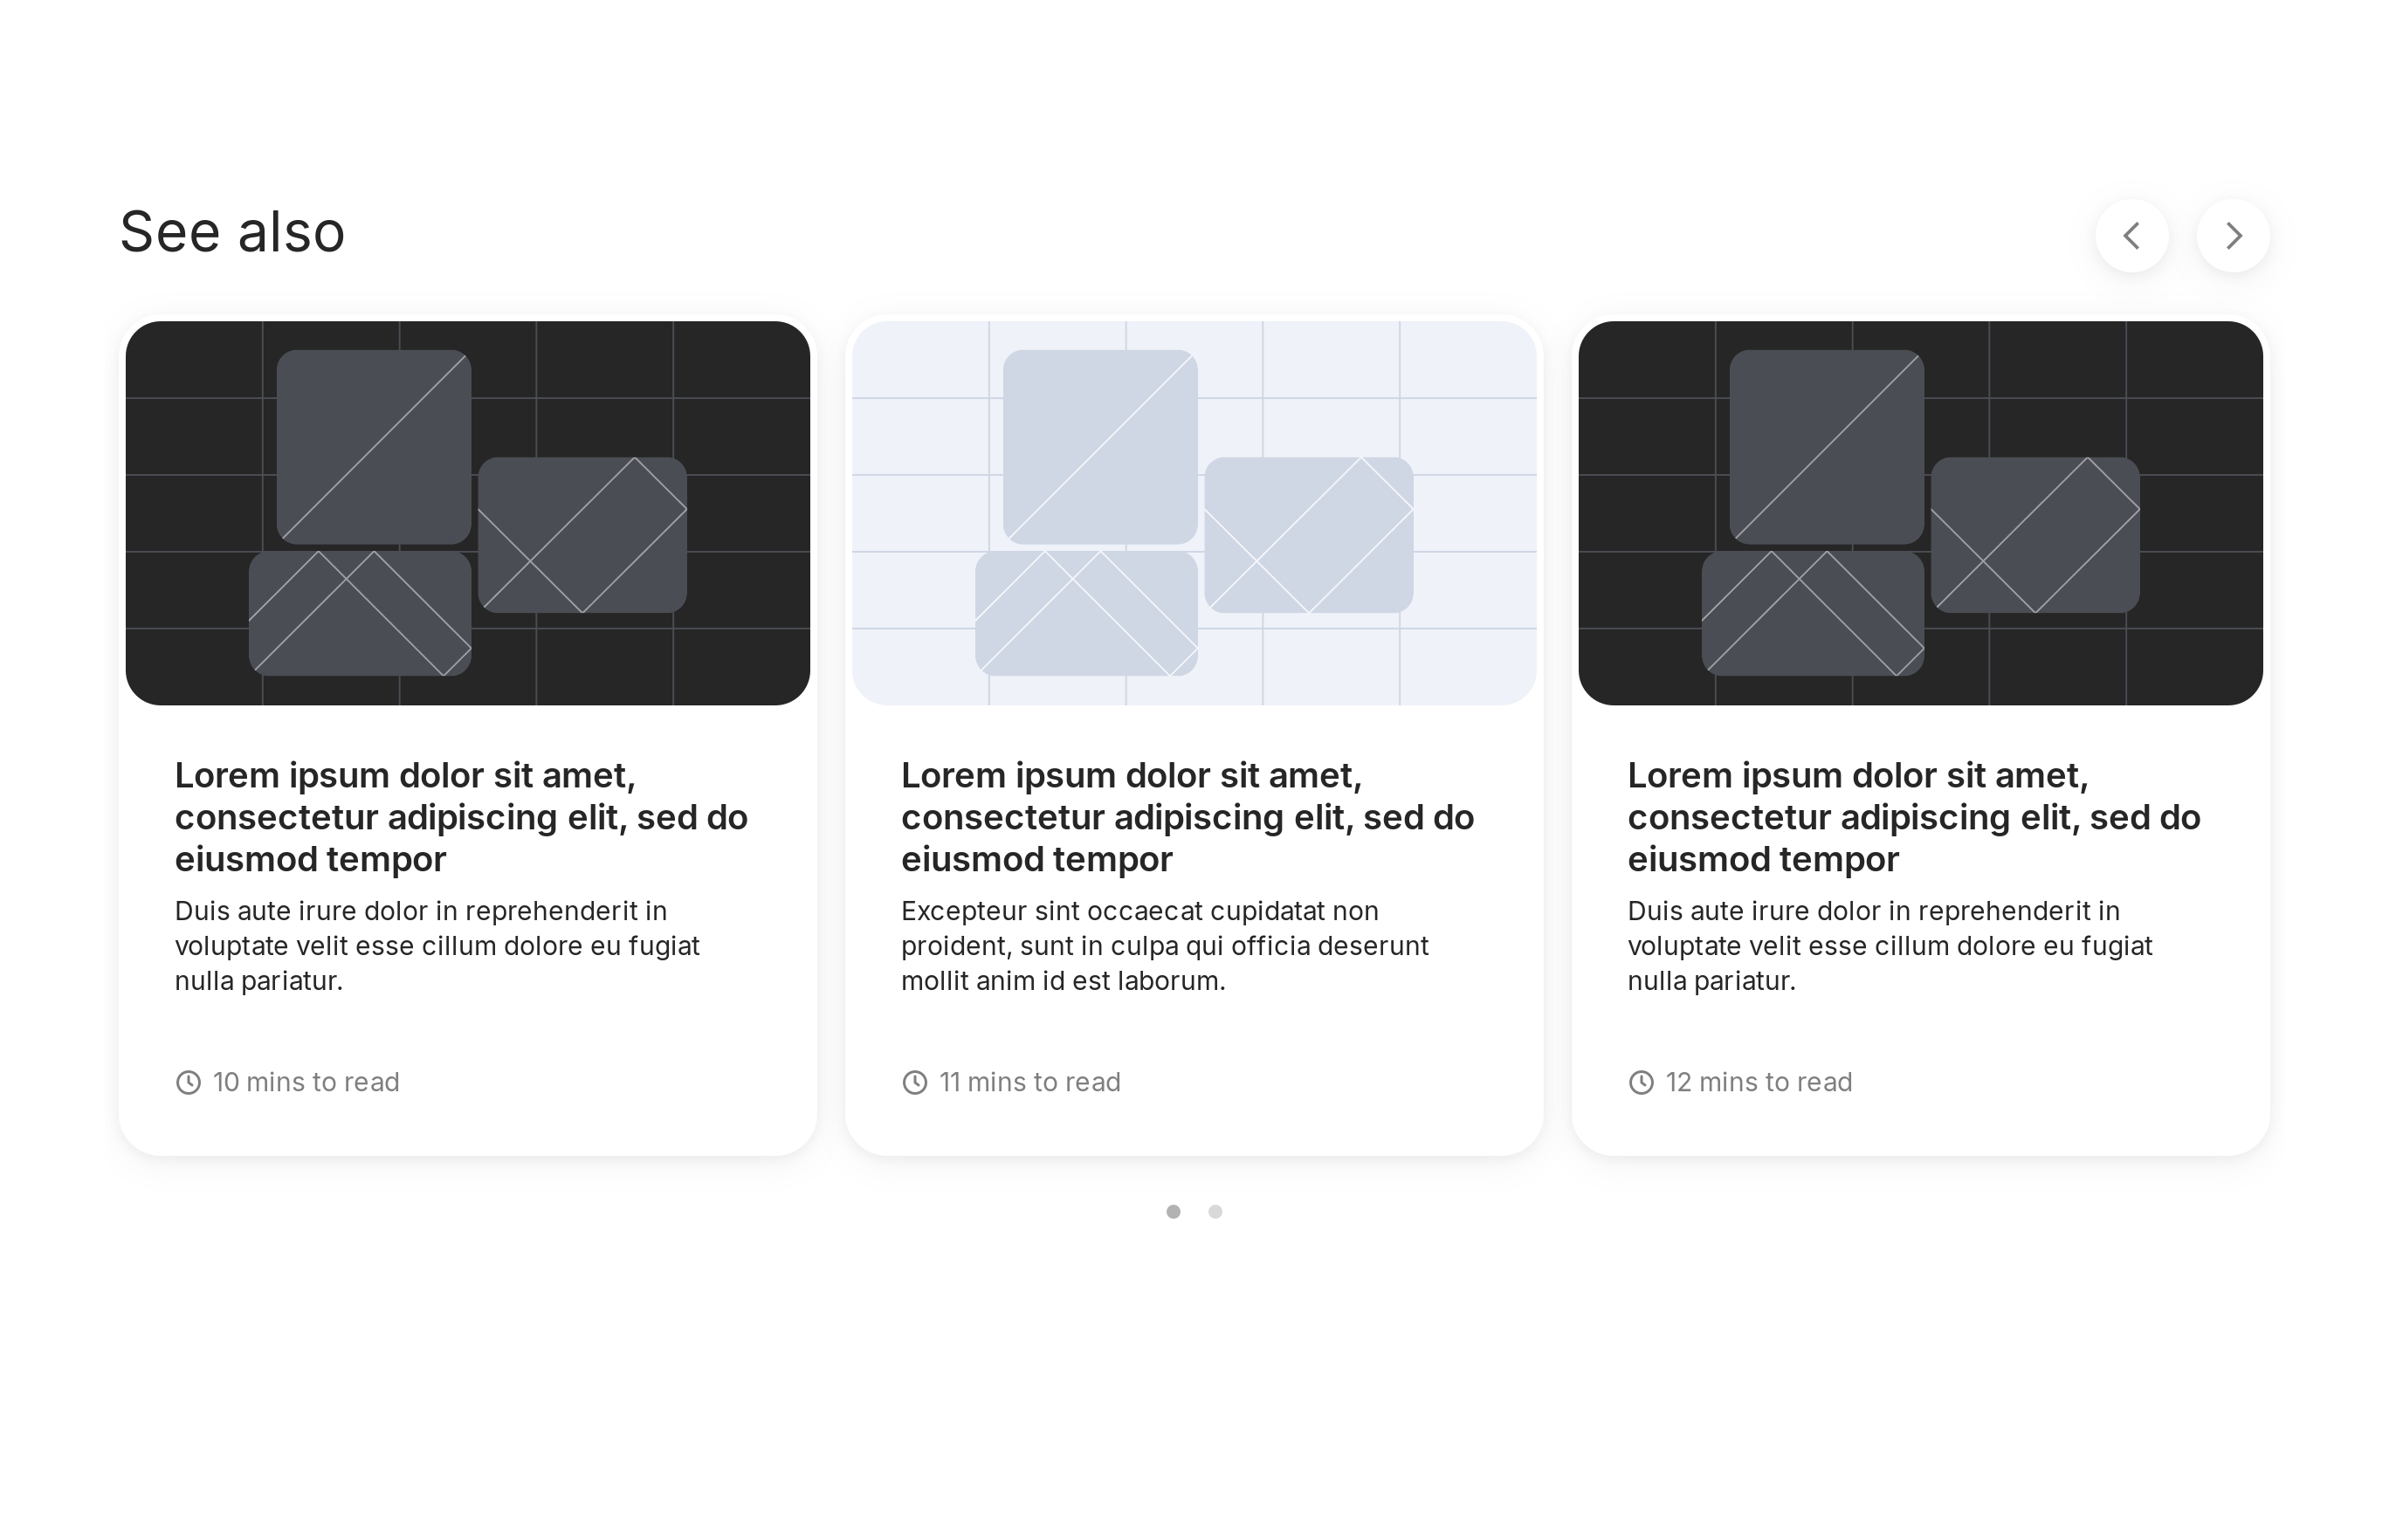 See also
Lorem ipsum dolor sit amet,
consectetur adipiscing elit, sed do
eiusmod tempor
Duis aute irure dolor in reprehenderit in
voluptate velit esse cillum dolore eu fugiat
nulla pariatur.
10 mins to read
Lorem ipsum dolor sit amet,
consectetur adipiscing elit, sed do
eiusmod tempor
Excepteur sint occaecat cupidatat non
proident, sunt in culpa qui officia deserunt
mollit anim id est laborum.
11 mins to read
Lorem ipsum dolor sit amet,
consectetur adipiscing elit, sed do
eiusmod tempor
Duis aute irure dolor in reprehenderit in
voluptate velit esse cillum dolore eu fugiat
nulla pariatur.
12 mins to read